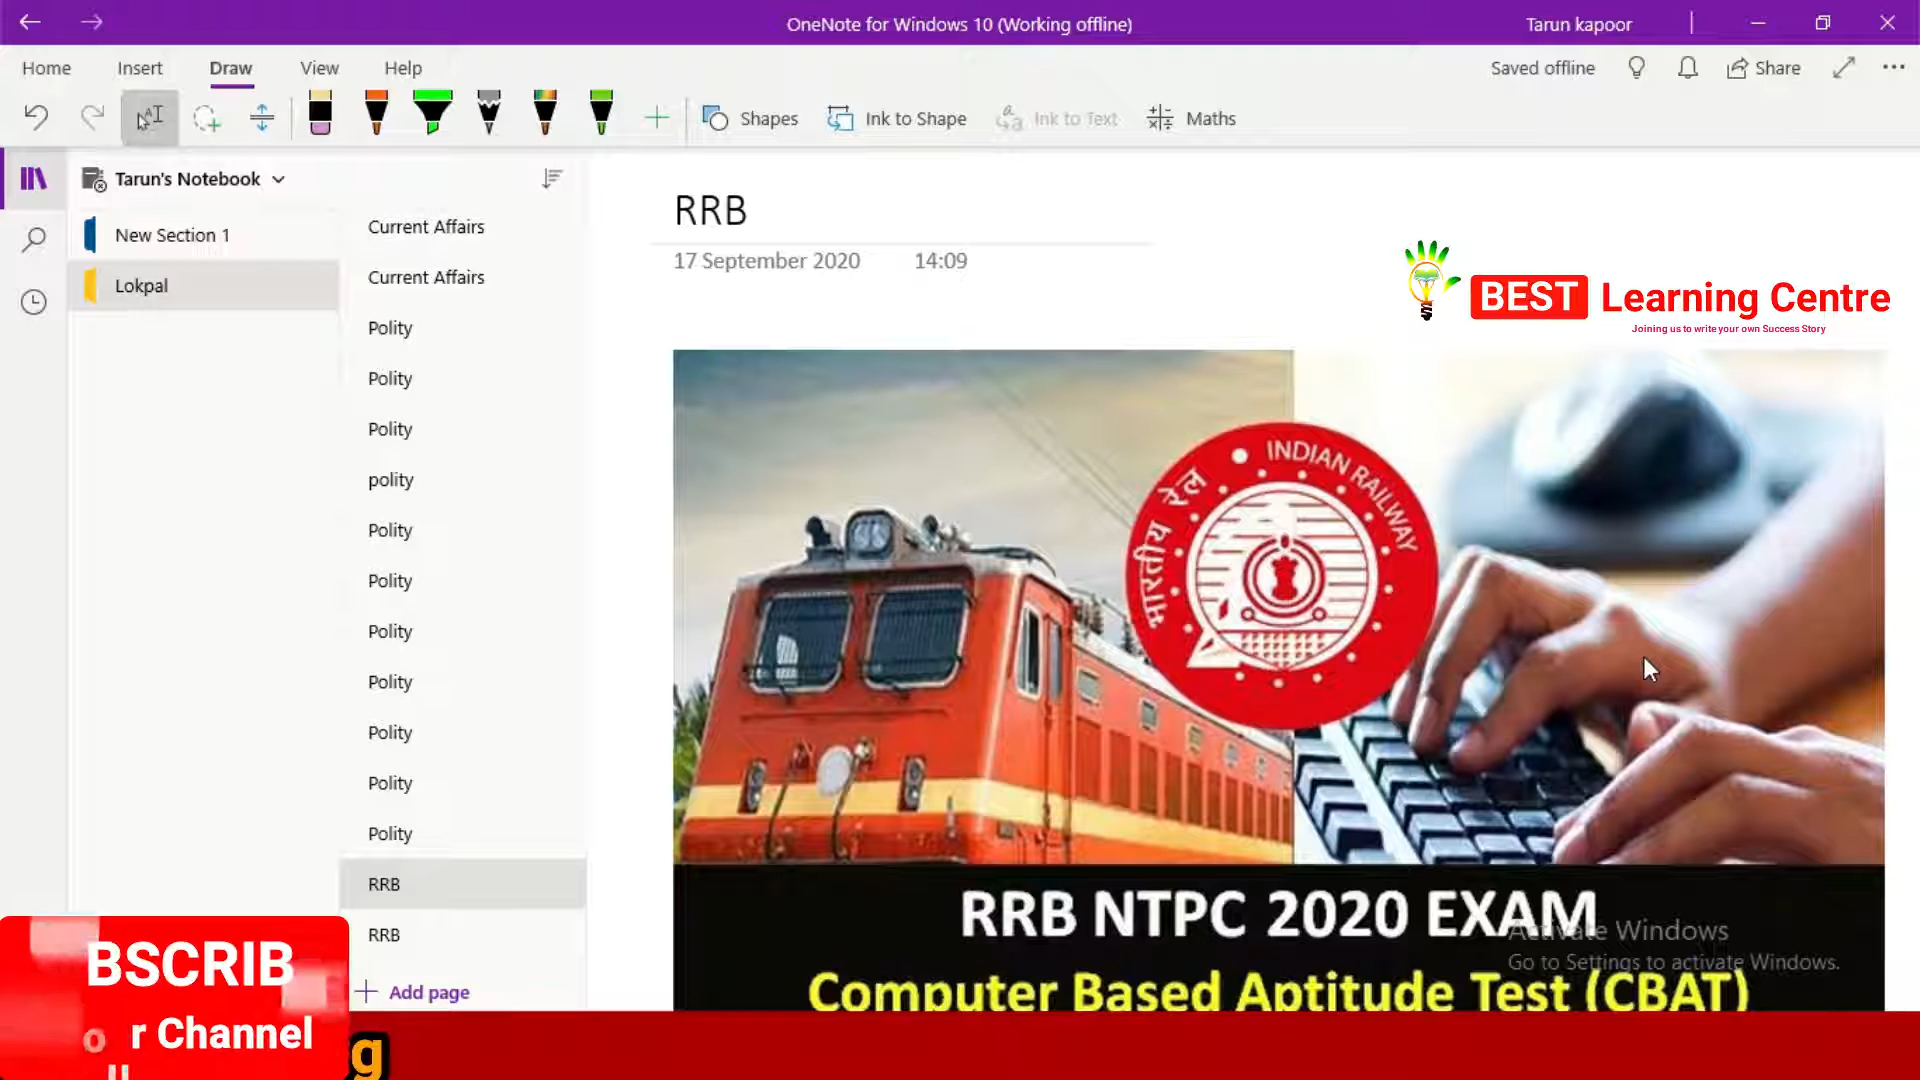 OneNote for Windows 10 (Working offline)
Tarun kapoor
Home Insert Draw View Help
Saved offline
Share
Shapes
Ink to Shape
Ink to Text
Maths
Tarun's Notebook
New Section 1
Lokpal
Current Affairs
Current Affairs
Polity
Polity
Polity
polity
Polity
Polity
Polity
Polity
Polity
Polity
Polity
RRB
RRB
Add page
RRB
17 September 2020 14:09
BEST Learning Centre
Joining us to write your own Success Story
भारतीय रेल
INDIAN RAILWAY
RRB NTPC 2020 EXAM
Computer Based Aptitude Test (CBAT)
Activate Windows
Go to Settings to activate Windows.
BSCRIB
r Channel
g